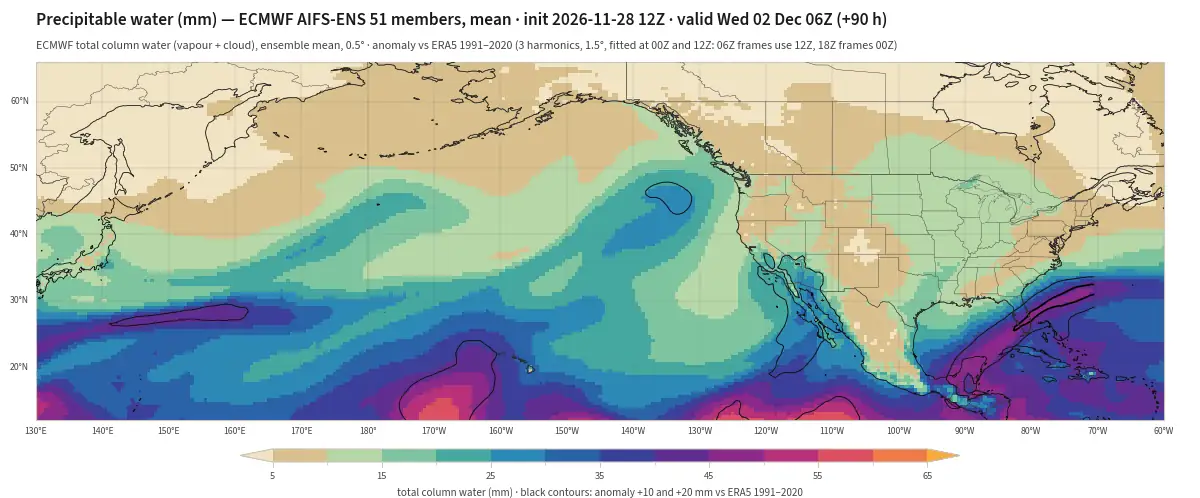 Precipitable water (mm) — ECMWF AIFS-ENS 51 members, mean · init 2026-11-28 12Z · valid Wed 02 Dec 06Z (+90 h)
ECMWF total column water (vapour + cloud), ensemble mean, 0.5° · anomaly vs ERA5 1991–2020 (3 harmonics, 1.5°, fitted at 00Z and 12Z: 06Z frames use 12Z, 18Z frames 00Z)
60°N
50°N
40°N
30°N
20°N
130°E 140°E 150°E 160°E 170°E 180° 170°W 160°W 150°W 140°W 130°W 120°W 110°W 100°W 90°W 80°W 70°W 60°W
5 15 25 35 45 55 65
total column water (mm) · black contours: anomaly +10 and +20 mm vs ERA5 1991–2020